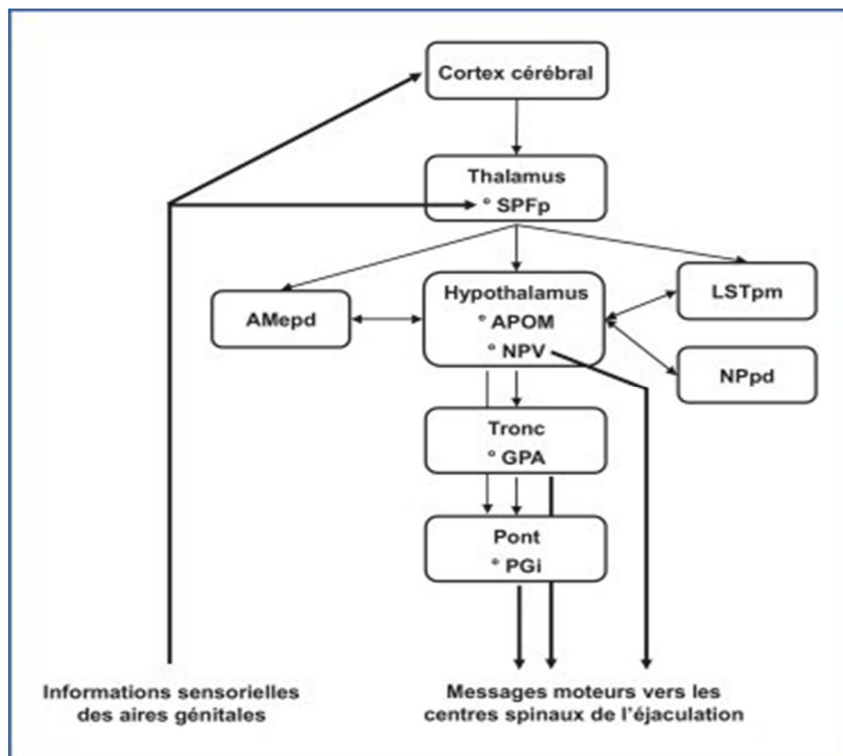 Cortex cérébral
Thalamus
° SPFp
AMepd
Hypothalamus
° APOM
° NPV
LSTpm
NPpd
Tronc
° GPA
Pont
° PGi
Informations sensorielles
des aires génitales
Messages moteurs vers les
centres spinaux de l'éjaculation